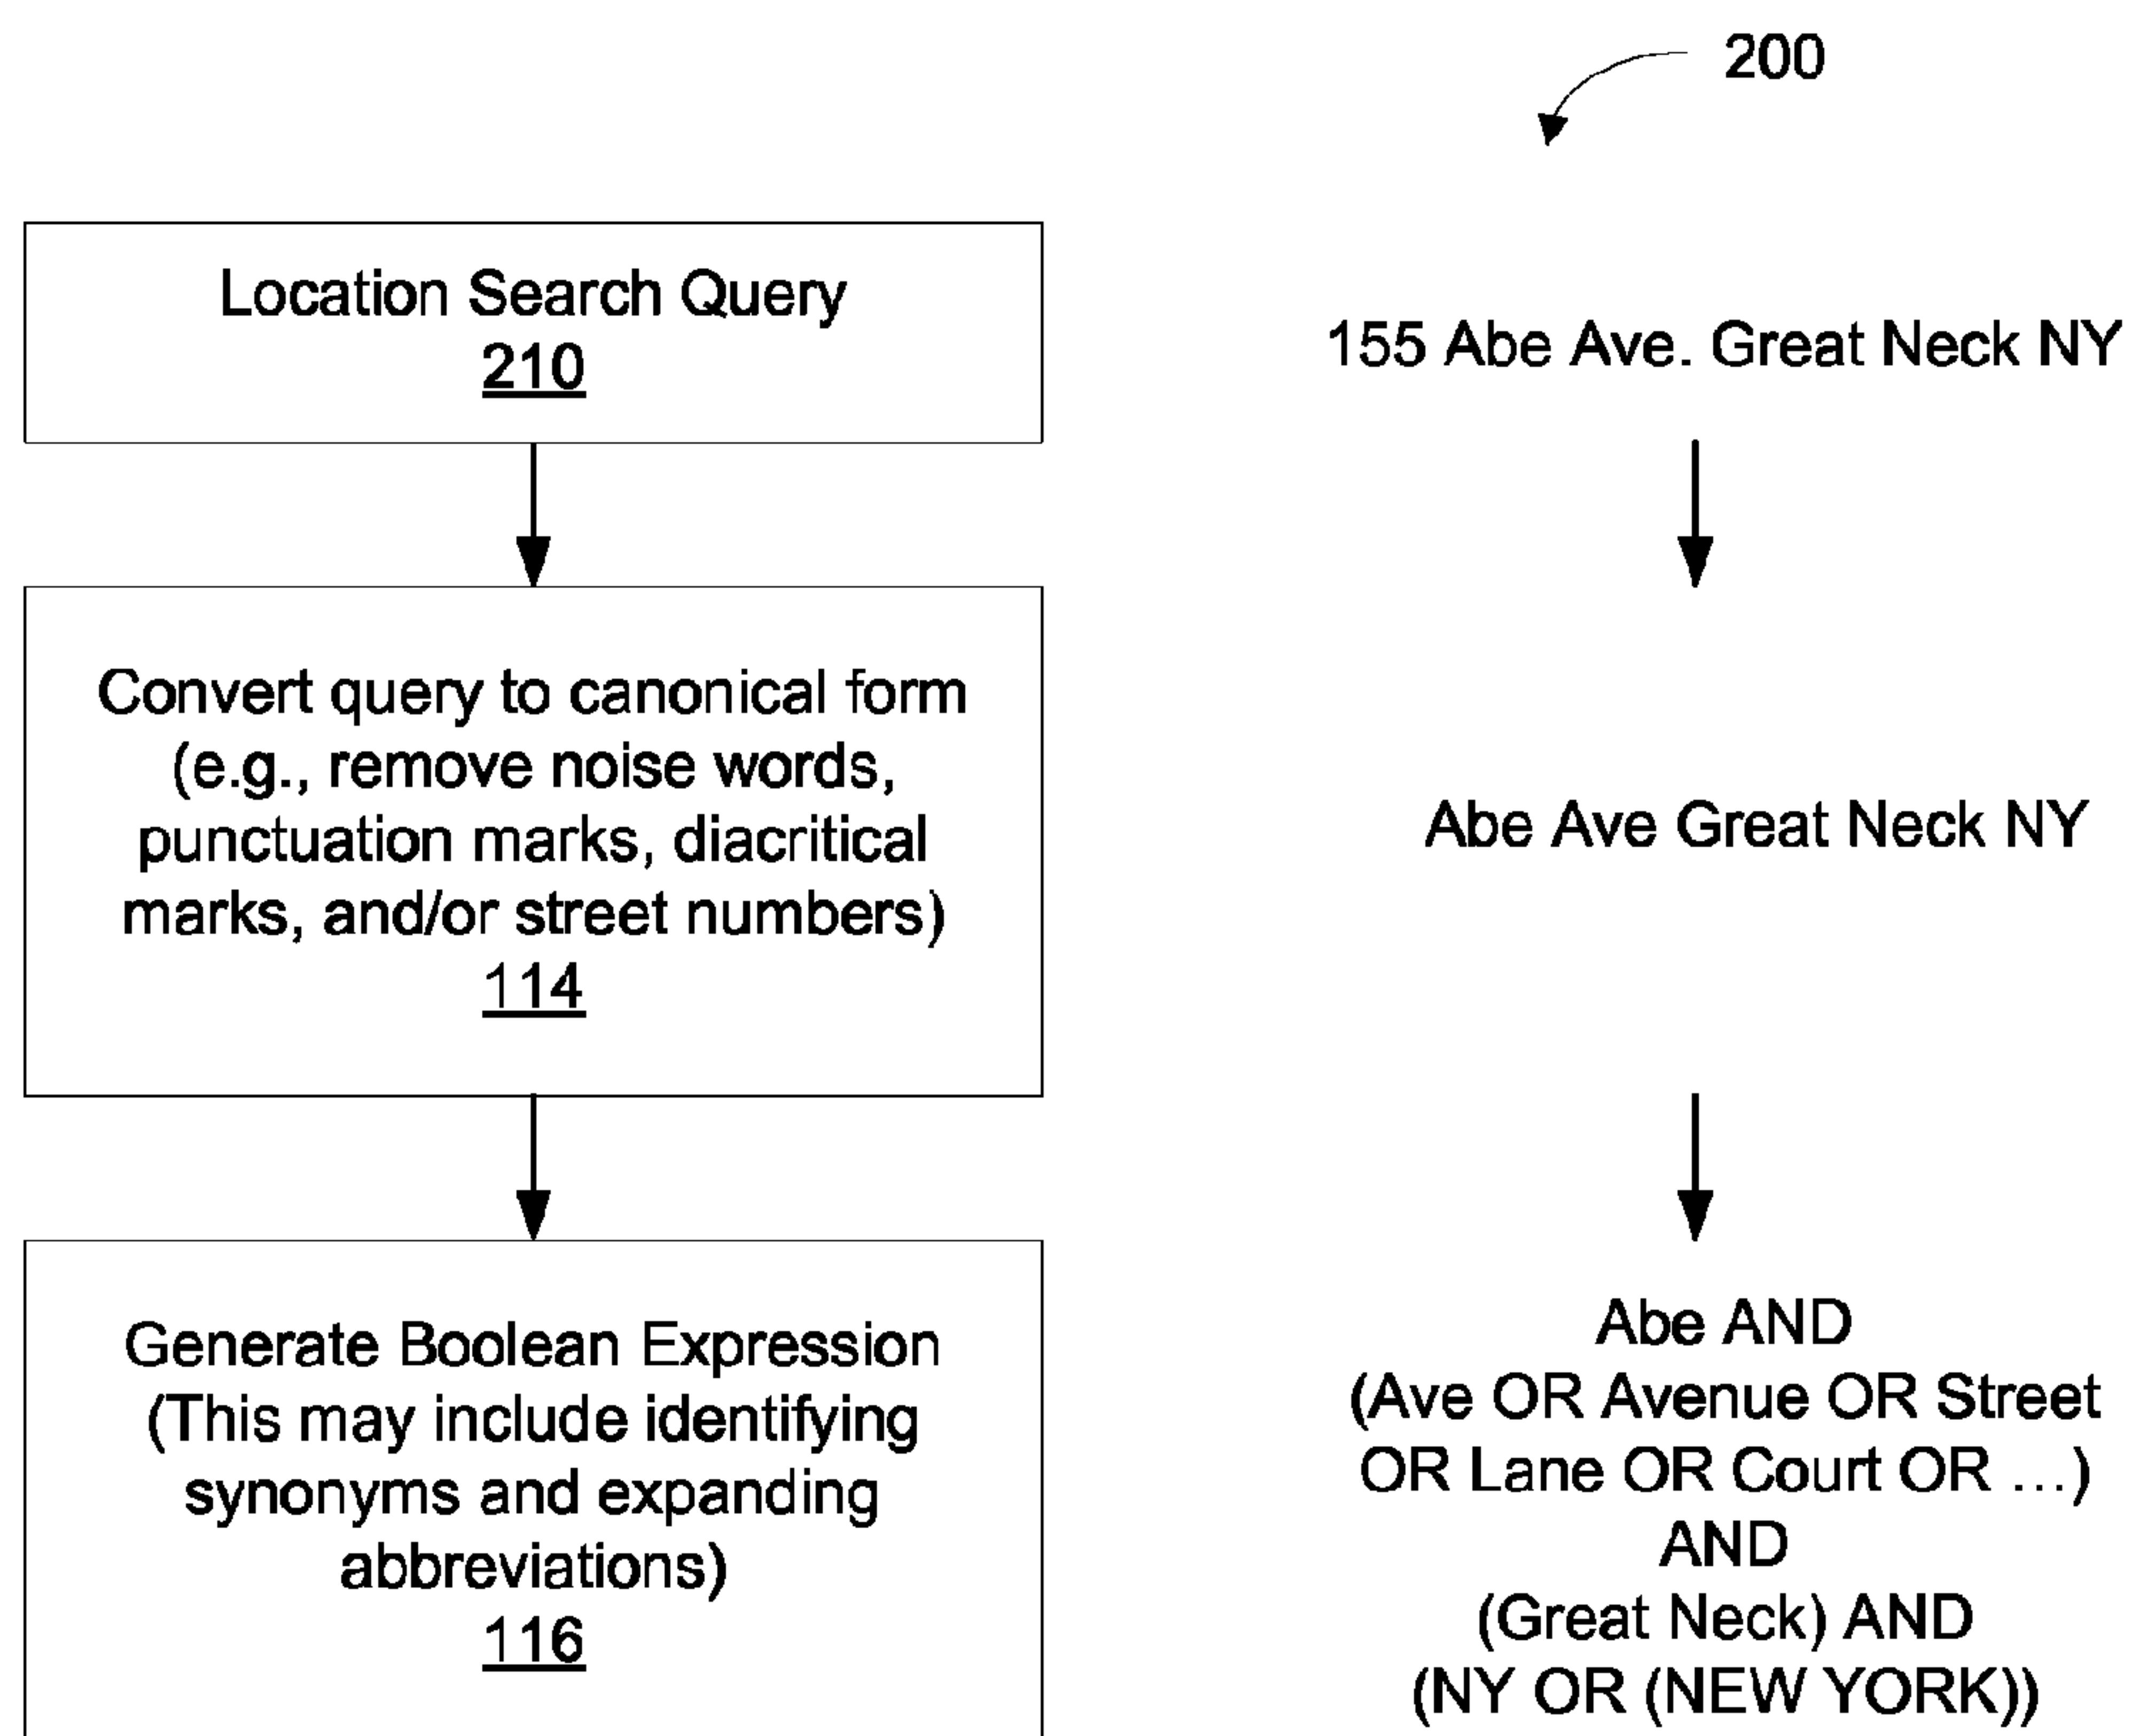 200
Location Search Query
210
155 Abe Ave. Great Neck NY
Convert query to canonical form
(e.g., remove noise words,
punctuation marks, diacritical
marks, and/or street numbers)
114
Abe Ave Great Neck NY
Generate Boolean Expression
(This may include identifying
synonyms and expanding
abbreviations)
116
Abe AND
(Ave OR Avenue OR Street
OR Lane OR Court OR ...)
AND
(Great Neck) AND
(NY OR (NEW YORK))